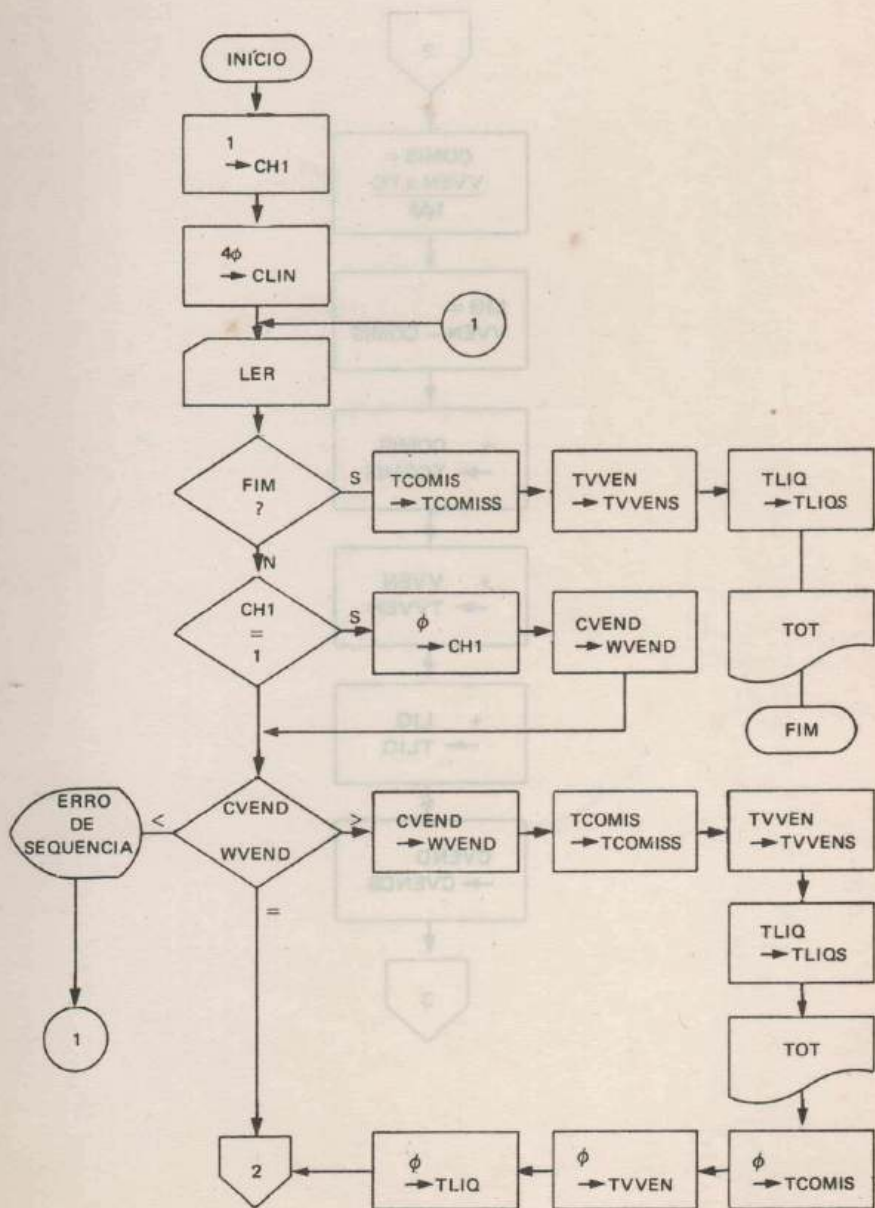 INÍCIO
1
→ CH1
4φ
→ CLIN
1
LER
FIM
?
S
TCOMIS
→ TCOMISS
TVVEN
→ TVVENS
TLIQ
→ TLIQS
N
CH1
=
1
S
φ
→ CH1
CVEND
→ WVEND
TOT
FIM
ERRO
DE
SEQUÊNCIA
<
CVEND
WVEND
>
CVEND
→ WVEND
TCOMIS
→ TCOMISS
TVVEN
→ TVVENS
=
TLIQ
→ TLIQS
1
TOT
2
φ
→ TLIQ
φ
→ TVVEN
φ
→ TCOMIS